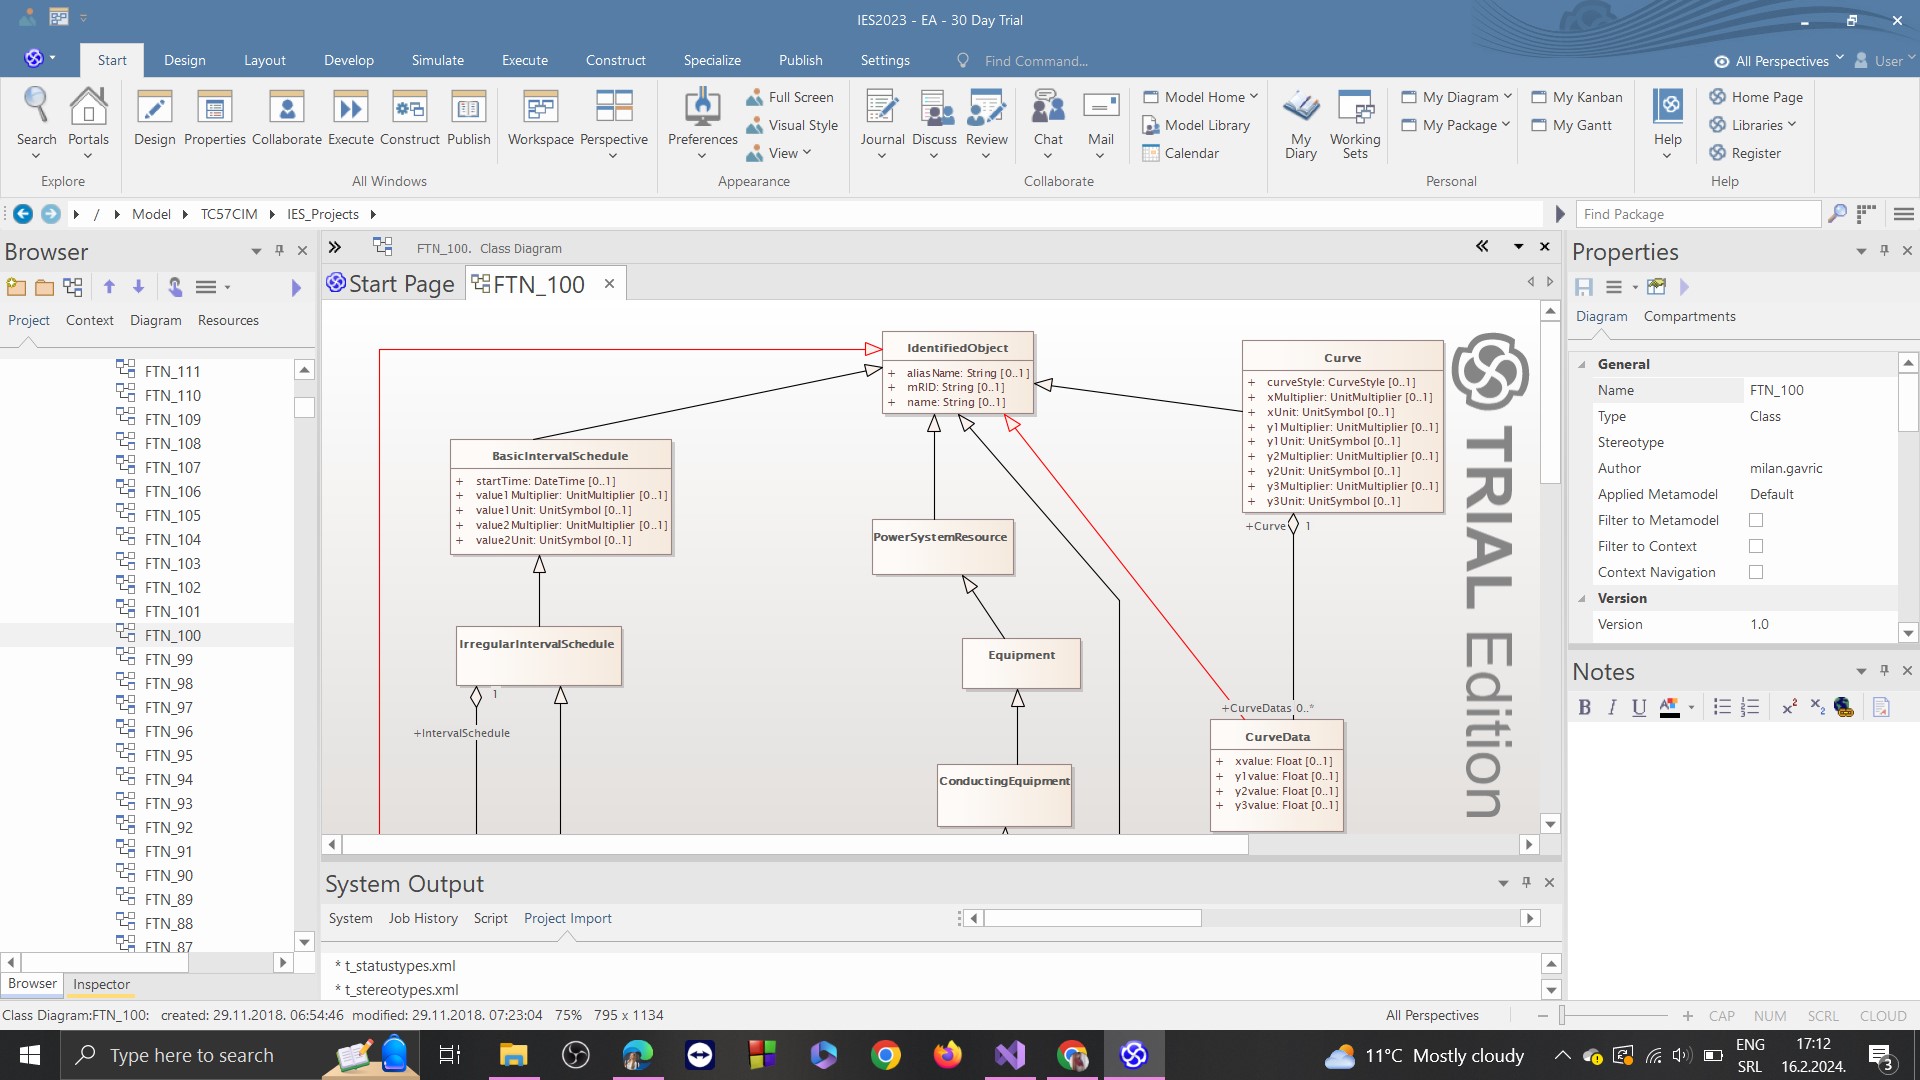 IES2023 - EA - 30 Day Trial
Start Design Layout Develop Simulate Execute Construct Specialize Publish Settings Find Command... All Perspectives User
Search Portals Design Properties Collaborate Execute Construct Publish Workspace Perspective Preferences Full Screen Visual Style View Journal Discuss Review Chat Mail Model Home Model Library Calendar My Diary Working Sets My Diagram My Package My Kanban My Gantt Help Home Page Libraries Register
Explore All Windows Appearance Collaborate Personal Help
/ Model TC57CIM IES_Projects Find Package
Browser
Project Context Diagram Resources
FTN_111
FTN_110
FTN_109
FTN_108
FTN_107
FTN_106
FTN_105
FTN_104
FTN_103
FTN_102
FTN_101
FTN_100
FTN_99
FTN_98
FTN_97
FTN_96
FTN_95
FTN_94
FTN_93
FTN_92
FTN_91
FTN_90
FTN_89
FTN_88
FTN_87
Browser Inspector
FTN_100. Class Diagram
Start Page FTN_100
IdentifiedObject
+ aliasName: String [0..1]
+ mRID: String [0..1]
+ name: String [0..1]
Curve
+ curveStyle: CurveStyle [0..1]
+ xMultiplier: UnitMultiplier [0..1]
+ xUnit: UnitSymbol [0..1]
+ y1Multiplier: UnitMultiplier [0..1]
+ y1Unit: UnitSymbol [0..1]
+ y2Multiplier: UnitMultiplier [0..1]
+ y2Unit: UnitSymbol [0..1]
+ y3Multiplier: UnitMultiplier [0..1]
+ y3Unit: UnitSymbol [0..1]
+Curve 1
BasicIntervalSchedule
+ startTime: DateTime [0..1]
+ value1Multiplier: UnitMultiplier [0..1]
+ value1Unit: UnitSymbol [0..1]
+ value2Multiplier: UnitMultiplier [0..1]
+ value2Unit: UnitSymbol [0..1]
PowerSystemResource
IrregularIntervalSchedule
1
+IntervalSchedule
Equipment
ConductingEquipment
+CurveDatas 0..*
CurveData
+ xvalue: Float [0..1]
+ y1value: Float [0..1]
+ y2value: Float [0..1]
+ y3value: Float [0..1]
TRIAL Edition
System Output
System Job History Script Project Import
* t_statustypes.xml
* t_stereotypes.xml
Properties
Diagram Compartments
General
Name FTN_100
Type Class
Stereotype
Author milan.gavric
Applied Metamodel Default
Filter to Metamodel
Filter to Context
Context Navigation
Version
Version 1.0
Notes
B I U A x² x₂
Class Diagram:FTN_100: created: 29.11.2018. 06:54:46 modified: 29.11.2018. 07:23:04 75% 795 x 1134 All Perspectives CAP NUM SCRL CLOUD
Type here to search 11°C Mostly cloudy ENG SRL 17:12 16.2.2024. 3